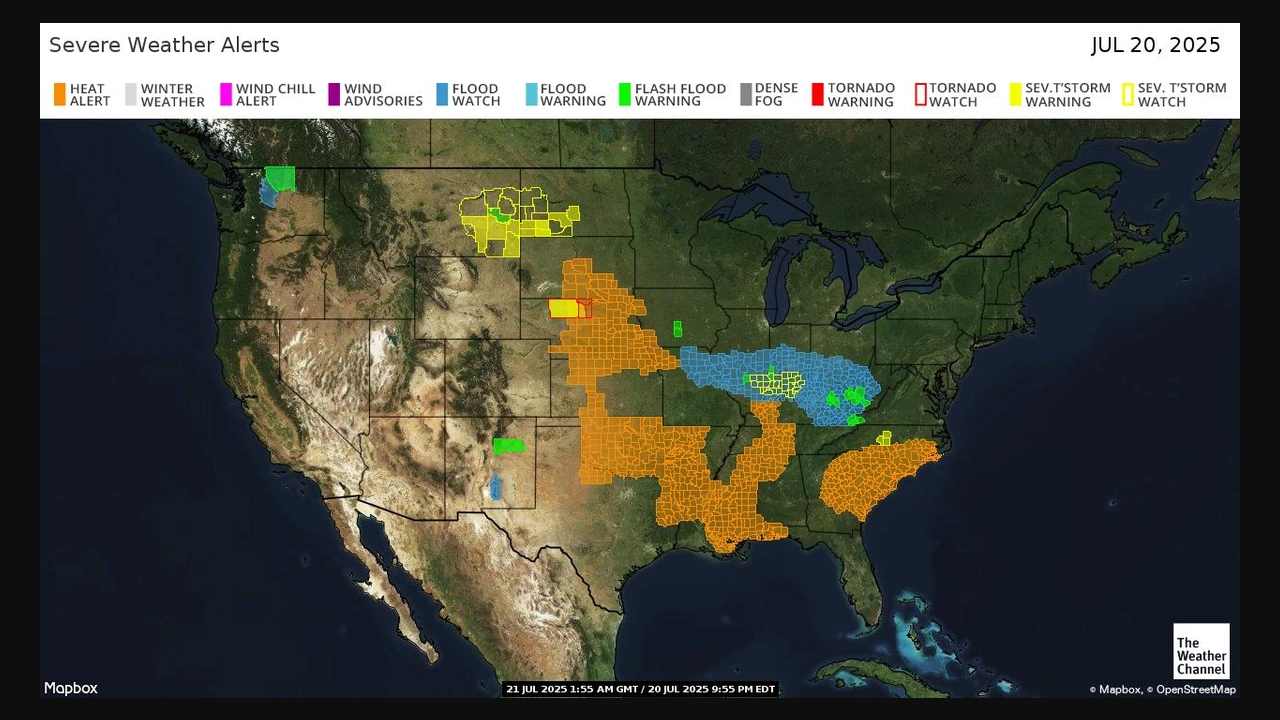 Severe Weather Alerts
JUL 20, 2025
HEAT ALERT
WINTER WEATHER
WIND CHILL ALERT
WIND ADVISORIES
FLOOD WATCH
FLOOD WARNING
FLASH FLOOD WARNING
DENSE FOG
TORNADO WARNING
TORNADO WATCH
SEV.T'STORM WARNING
SEV. T'STORM WATCH
The
Weather
Channel
Mapbox
21 JUL 2025 1:55 AM GMT / 20 JUL 2025 9:55 PM EDT
© Mapbox, © OpenStreetMap